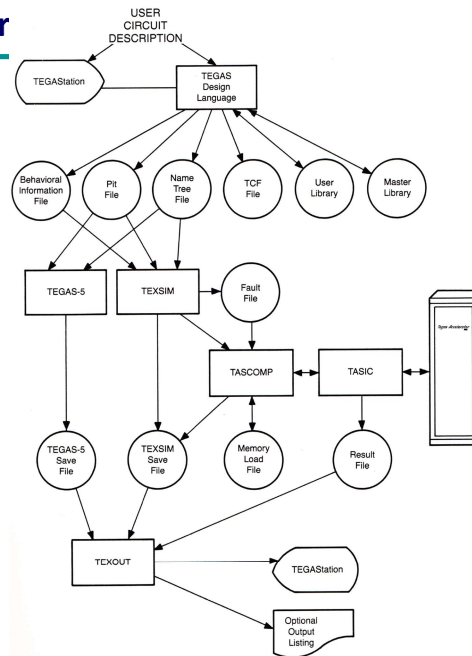 r
USER
CIRCUIT
DESCRIPTION
TEGAStation
TEGAS
Design
Language
Behavioral
Information
File
Pit
File
Name
Tree
File
TCF
File
User
Library
Master
Library
TEGAS-5
TEXSIM
Fault
File
Tegas Accelerator
TASCOMP
TASIC
TEGAS-5
Save
File
TEXSIM
Save
File
Memory
Load
File
Result
File
TEXOUT
TEGAStation
Optional
Output
Listing